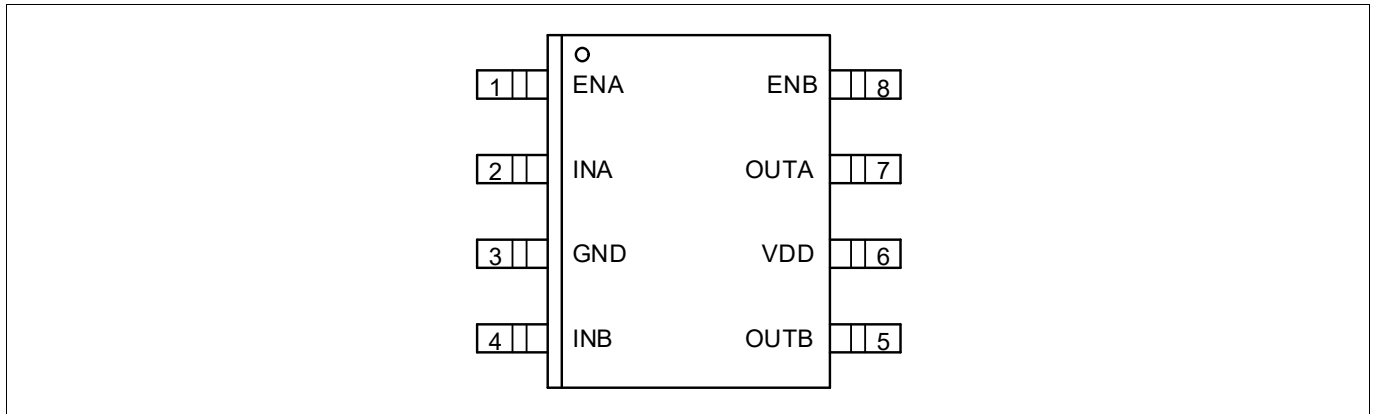 1 ENA ENB 8
2 INA OUTA 7
3 GND VDD 6
4 INB OUTB 5